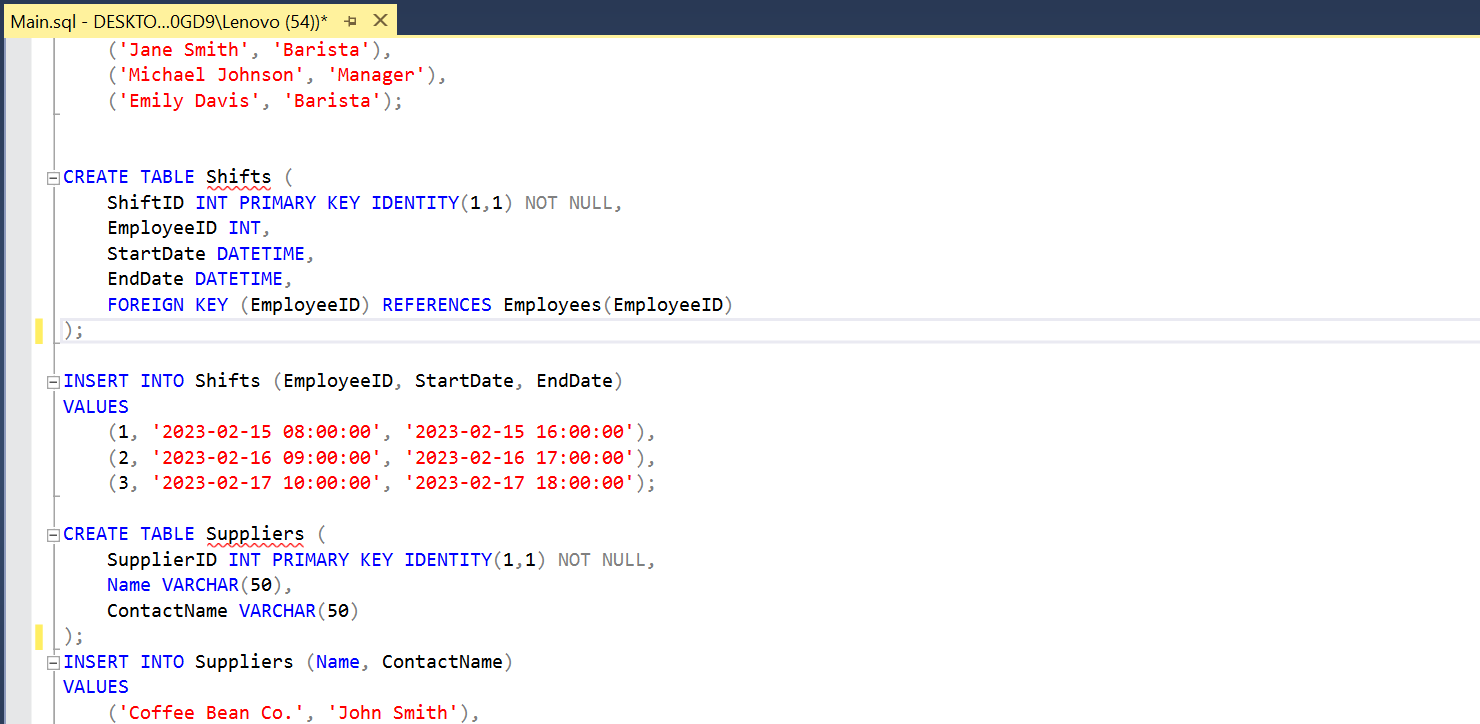 Main.sql - DESKTO...0GD9\Lenovo (54))*
('Jane Smith', 'Barista'),
('Michael Johnson', 'Manager'),
('Emily Davis', 'Barista');
CREATE TABLE Shifts (
ShiftID INT PRIMARY KEY IDENTITY(1,1) NOT NULL,
EmployeeID INT,
StartDate DATETIME,
EndDate DATETIME,
FOREIGN KEY (EmployeeID) REFERENCES Employees(EmployeeID)
);
INSERT INTO Shifts (EmployeeID, StartDate, EndDate)
VALUES
(1, '2023-02-15 08:00:00', '2023-02-15 16:00:00'),
(2, '2023-02-16 09:00:00', '2023-02-16 17:00:00'),
(3, '2023-02-17 10:00:00', '2023-02-17 18:00:00');
CREATE TABLE Suppliers (
SupplierID INT PRIMARY KEY IDENTITY(1,1) NOT NULL,
Name VARCHAR(50),
ContactName VARCHAR(50)
);
INSERT INTO Suppliers (Name, ContactName)
VALUES
('Coffee Bean Co.', 'John Smith'),